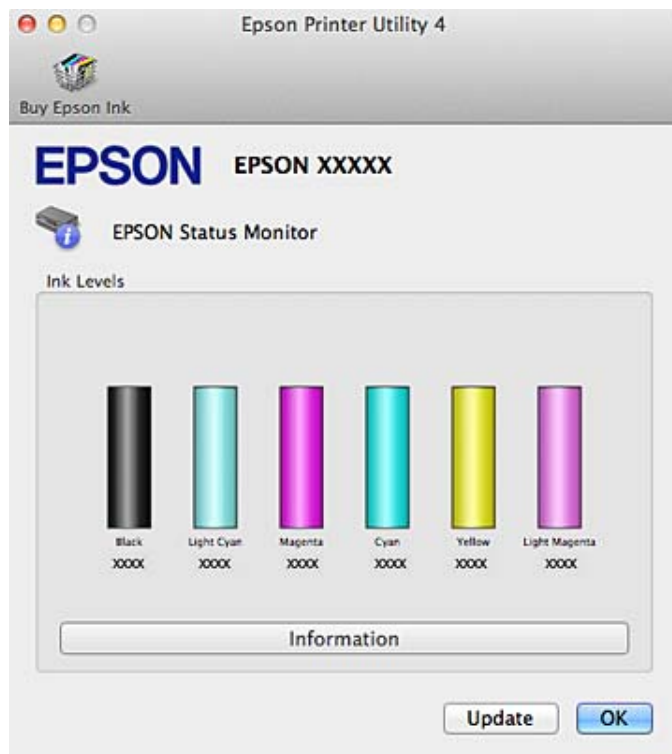 Epson Printer Utility 4
Buy Epson Ink
EPSON EPSON XXXXX
EPSON Status Monitor
Ink Levels
Black Light Cyan Magenta Cyan Yellow Light Magenta
XXXX XXXX XXXX XXXX XXXX XXXX
Information
Update OK